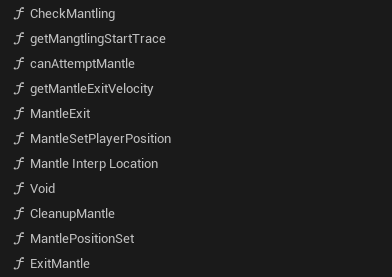 CheckMantling
getMangtlingStartTrace
canAttemptMantle
getMantleExitVelocity
MantleExit
MantleSetPlayerPosition
Mantle Interp Location
Void
CleanupMantle
MantlePositionSet
ExitMantle